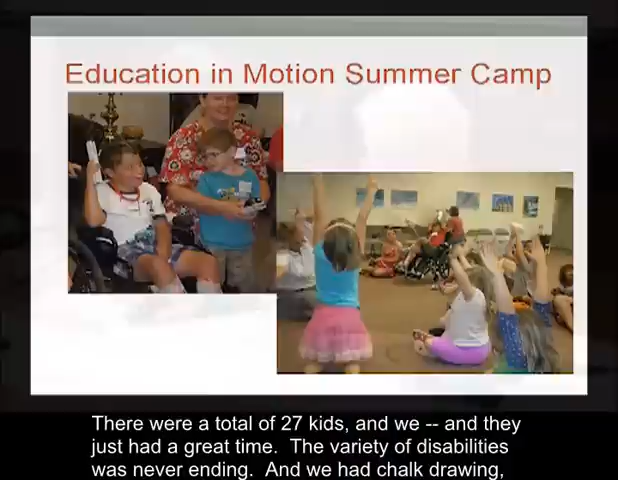 Education in Motion Summer Camp
There were a total of 27 kids, and we -- and they
just had a great time.  The variety of disabilities
was never ending.  And we had chalk drawing,